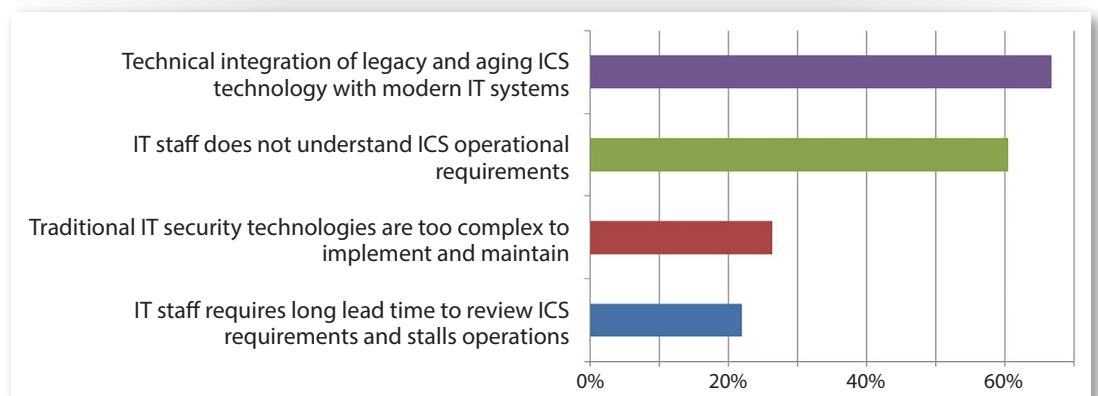 Technical integration of legacy and aging ICS
technology with modern IT systems
IT staff does not understand ICS operational
requirements
Traditional IT security technologies are too complex to
implement and maintain
IT staff requires long lead time to review ICS
requirements and stalls operations
0% 20% 40% 60%